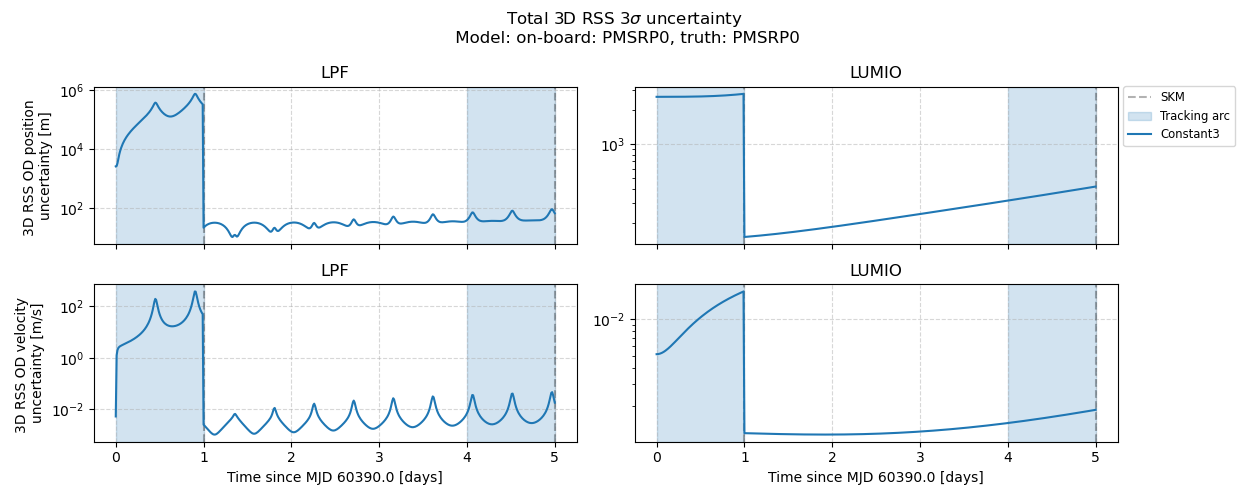 Total 3D RSS 3σ uncertainty
Model: on-board: PMSRP0, truth: PMSRP0
LPF
LUMIO
3D RSS OD position
uncertainty [m]
10^6
10^4
10^2
10^3
SKM
Tracking arc
Constant3
LPF
LUMIO
3D RSS OD velocity
uncertainty [m/s]
10^2
10^0
10^−2
10^−2
0 1 2 3 4 5
0 1 2 3 4 5
Time since MJD 60390.0 [days]
Time since MJD 60390.0 [days]